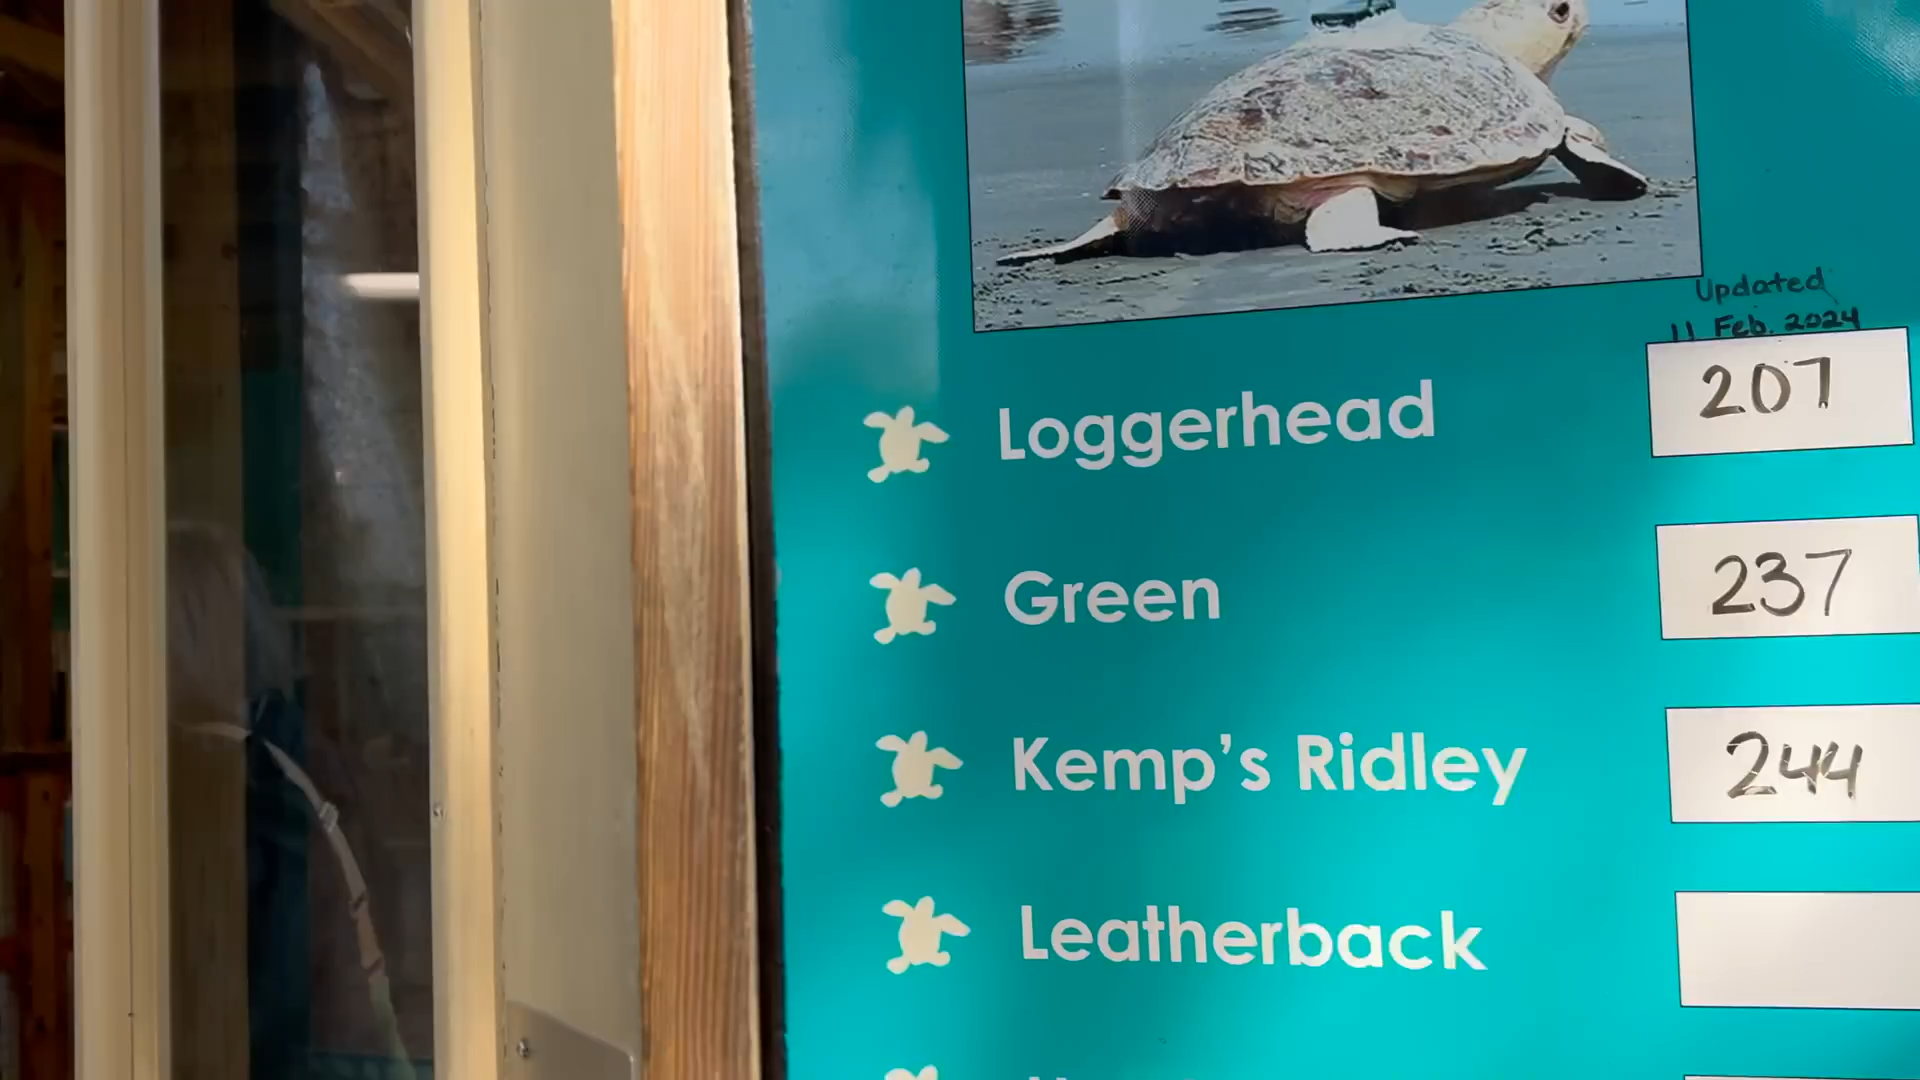 Updated
11 Feb. 2024
Loggerhead 207
Green 237
Kemp's Ridley 244
Leatherback